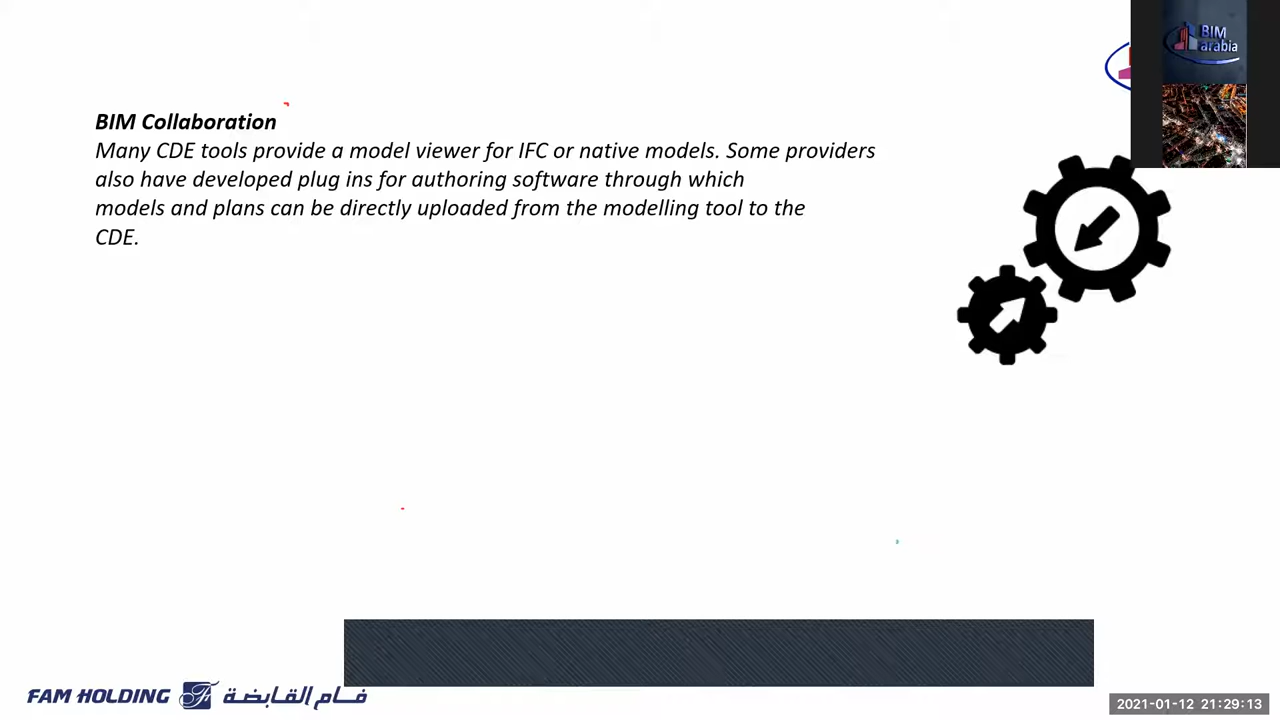 BIM
arabia
BIM Collaboration
Many CDE tools provide a model viewer for IFC or native models. Some providers
also have developed plug ins for authoring software through which
models and plans can be directly uploaded from the modelling tool to the
CDE.
FAM HOLDING فـام القـابضـة
2021-01-12 21:29:13